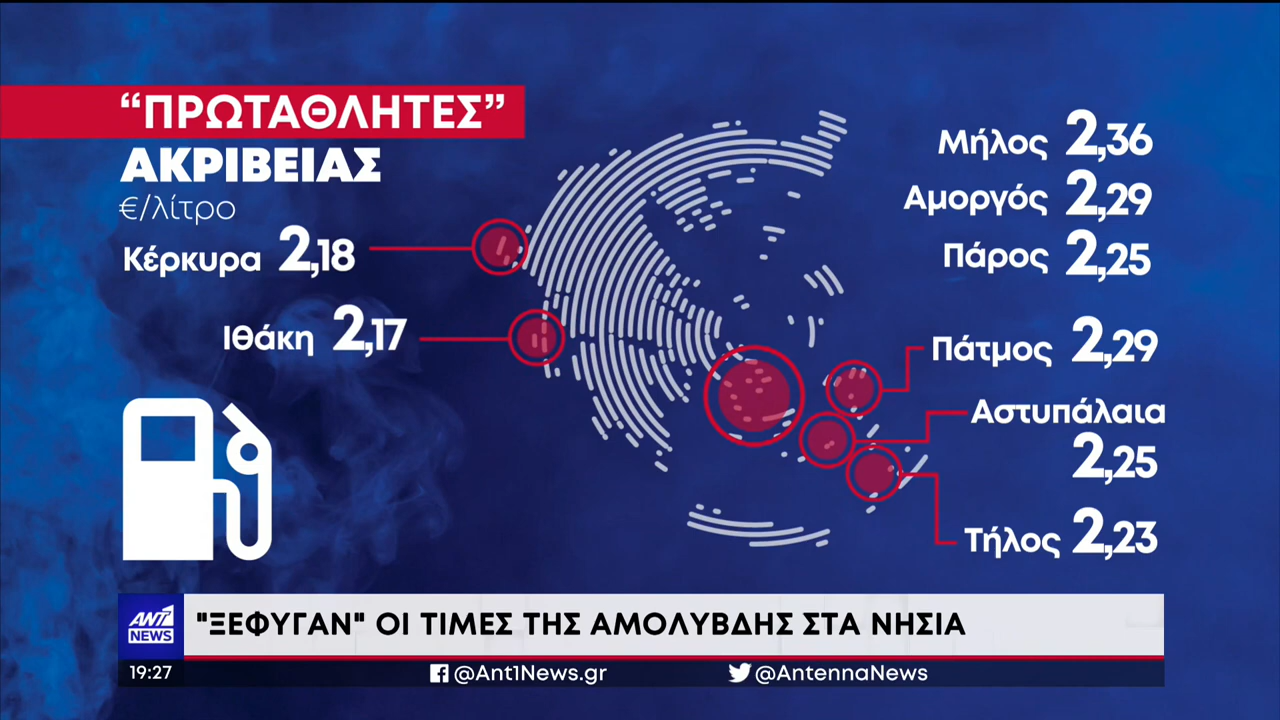 “ΠΡΩΤΑΘΛΗΤΕΣ”
ΑΚΡΙΒΕΙΑΣ
€/λίτρο
Κέρκυρα 2,18
Ιθάκη 2,17
Μήλος 2,36
Αμοργός 2,29
Πάρος 2,25
Πάτμος 2,29
Αστυπάλαια
2,25
Τήλος 2,23
ΑΝΤ1
NEWS
"ΞΕΦΥΓΑΝ" ΟΙ ΤΙΜΕΣ ΤΗΣ ΑΜΟΛΥΒΔΗΣ ΣΤΑ ΝΗΣΙΑ
19:27
@Ant1News.gr
@AntennaNews